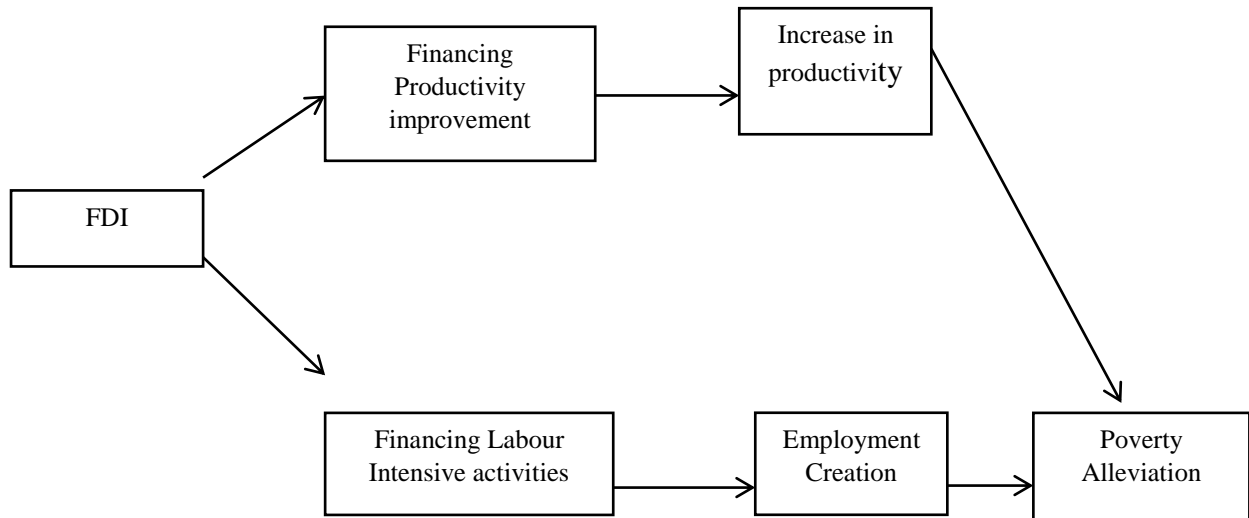 Financing
Productivity
improvement
Increase in
productivity
FDI
Financing Labour
Intensive activities
Employment
Creation
Poverty
Alleviation